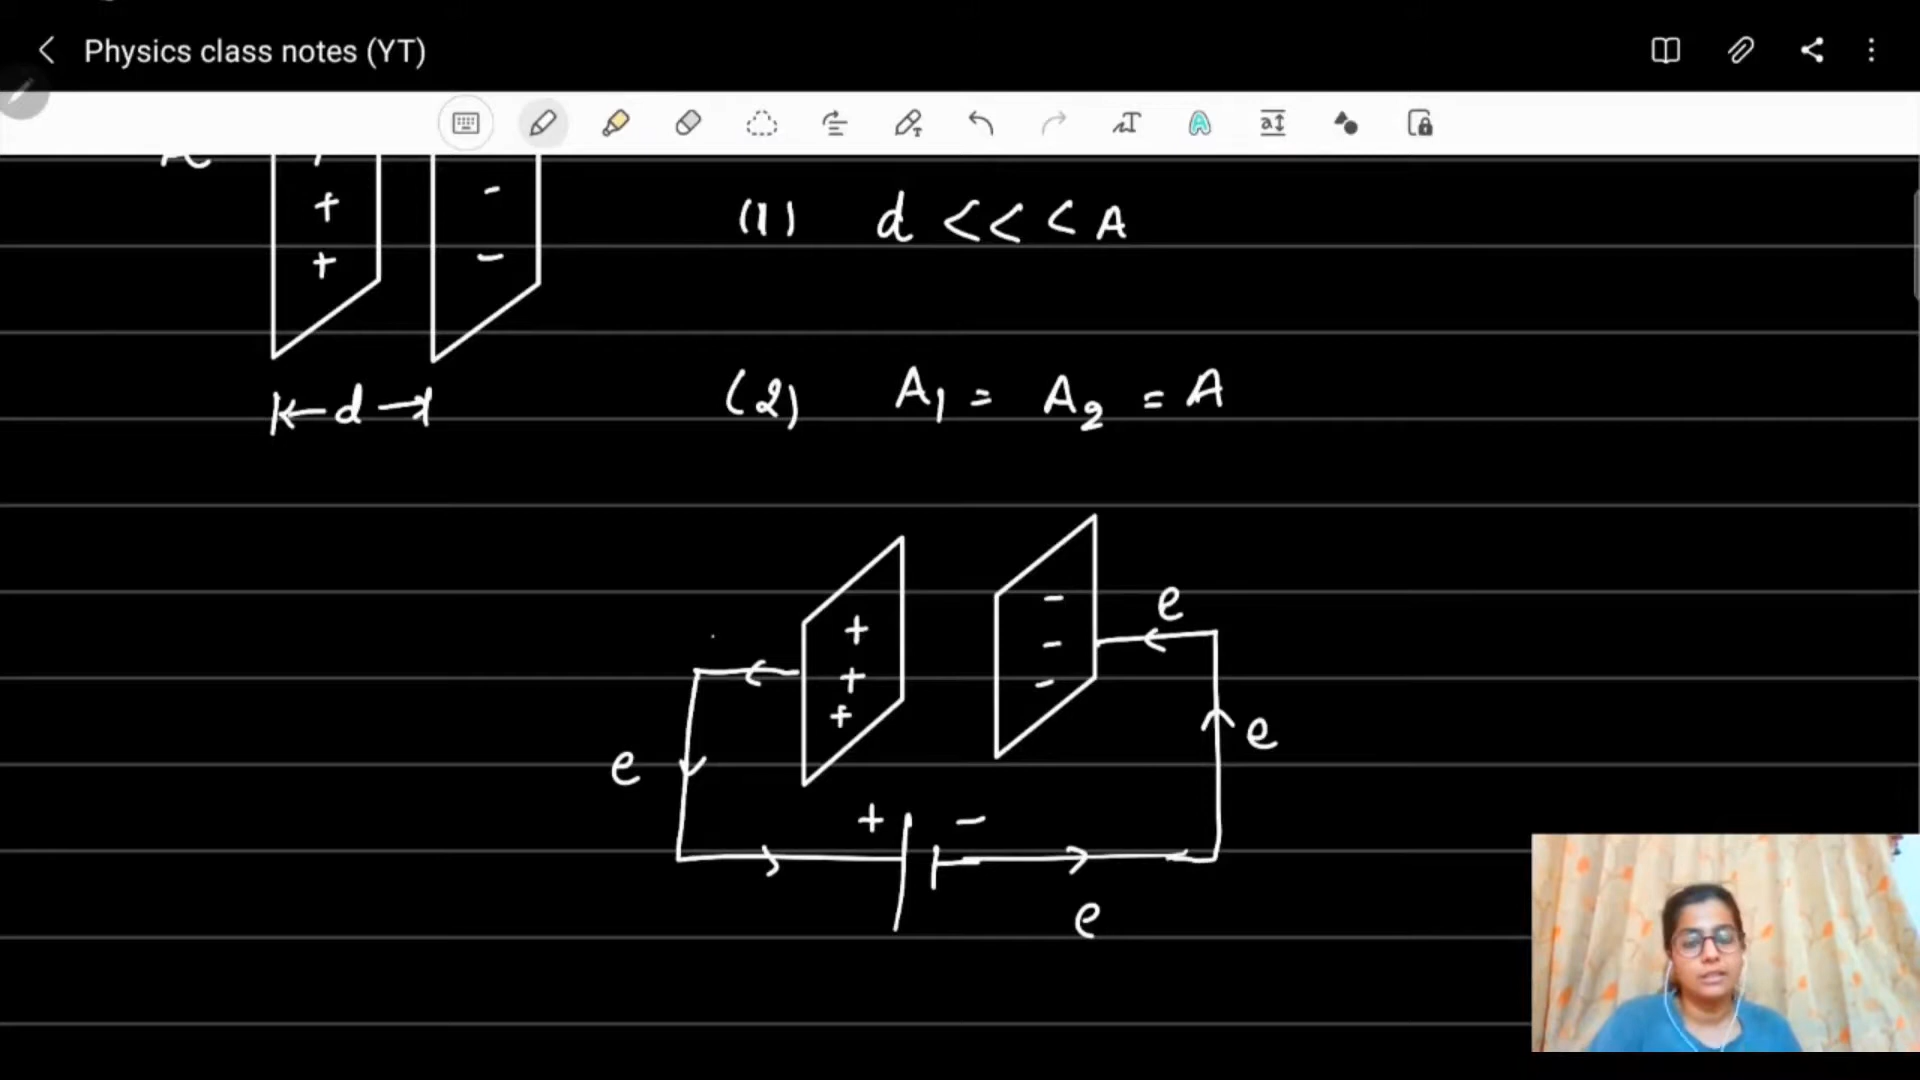 Physics class notes (YT)
+ -
+ -
(1) d <<< A
d
(2) A1 = A2 = A
+ - e
+ -
+ -
e e
+ -
e